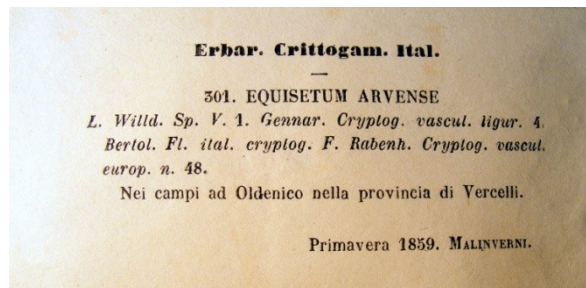 Erbar. Crittogam. Ital.
301. EQUISETUM ARVENSE
L. Willd. Sp. V. 1. Gennar. Cryptog. vascul. ligur. 4.
Bertol. Fl. ital. cryptog. F. Rabenh. Cryptog. vascul.
europ. n. 48.
Nei campi ad Oldenico nella provincia di Vercelli.
Primavera 1859. MALINVERNI.